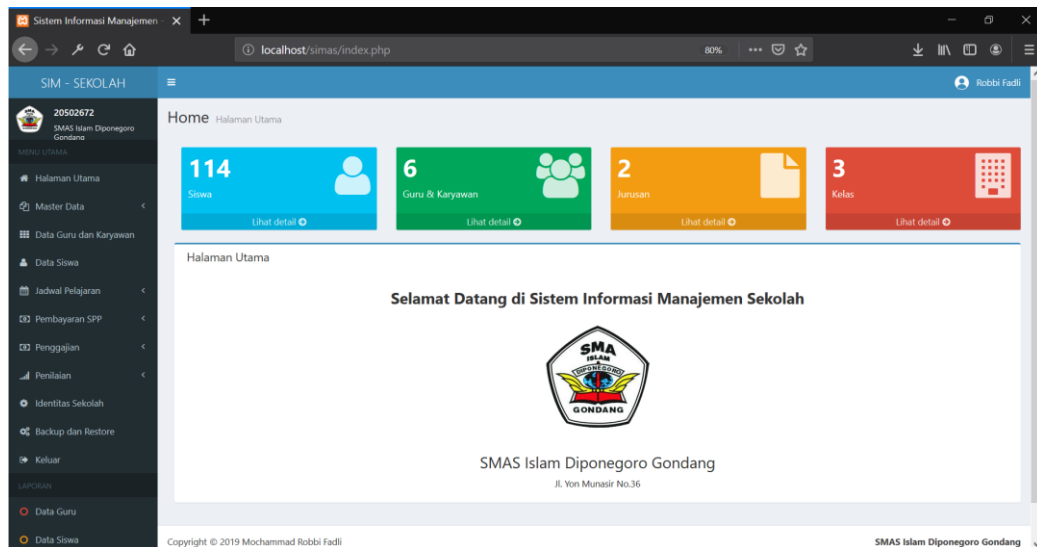 Sistem Informasi Manajemen -
localhost/simas/index.php
80%
SIM - SEKOLAH
Robbi Fadli
20502672
SMAS Islam Diponegoro
Gondang
MENU UTAMA
Halaman Utama
Master Data
Data Guru dan Karyawan
Data Siswa
Jadwal Pelajaran
Pembayaran SPP
Penggajian
Penilaian
Identitas Sekolah
Backup dan Restore
Keluar
LAPORAN
Data Guru
Data Siswa
Home Halaman Utama
114
Siswa
Lihat detail
6
Guru & Karyawan
Lihat detail
2
Jurusan
Lihat detail
3
Kelas
Lihat detail
Halaman Utama
Selamat Datang di Sistem Informasi Manajemen Sekolah
SMA
ISLAM
DIPONEGORO
GONDANG
SMAS Islam Diponegoro Gondang
Jl. Yon Munasir No.36
Copyright © 2019 Mochammad Robbi Fadli
SMAS Islam Diponegoro Gondang